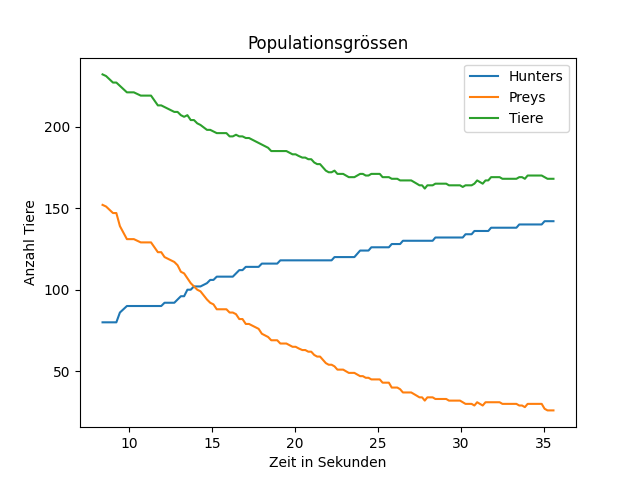 Populationsgrössen
Hunters
Preys
Tiere
Anzahl Tiere
200
150
100
50
10 15 20 25 30 35
Zeit in Sekunden